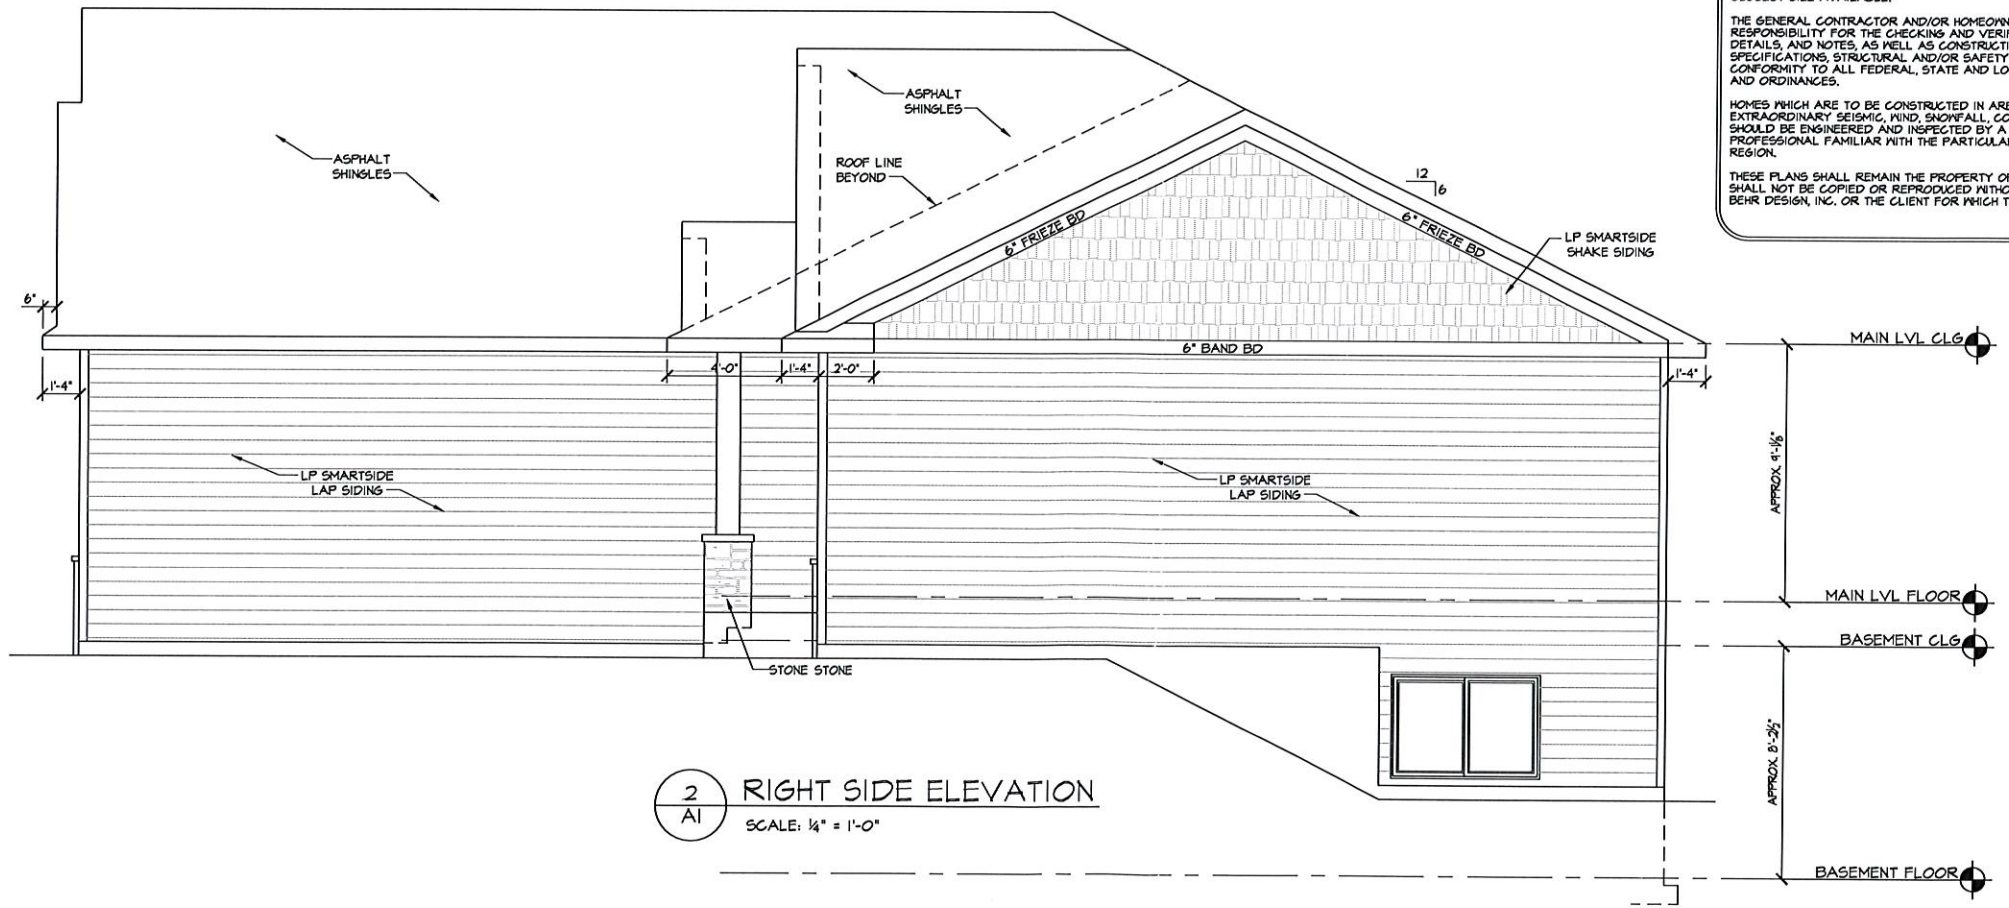 THE GENERAL CONTRACTOR AND/OR HOMEOWN
RESPONSIBILITY FOR THE CHECKING AND VERIF
DETAILS, AND NOTES, AS WELL AS CONSTRUCTI
SPECIFICATIONS, STRUCTURAL AND/OR SAFETY
CONFORMITY TO ALL FEDERAL, STATE AND LO
AND ORDINANCES.
HOMES WHICH ARE TO BE CONSTRUCTED IN ARE
EXTRAORDINARY SEISMIC, WIND, SNOWFALL, CO
SHOULD BE ENGINEERED AND INSPECTED BY A
PROFESSIONAL FAMILIAR WITH THE PARTICULAR
REGION.
THESE PLANS SHALL REMAIN THE PROPERTY OF
SHALL NOT BE COPIED OR REPRODUCED WITHO
BEHR DESIGN, INC. OR THE CLIENT FOR WHICH T
ASPHALT
SHINGLES
ASPHALT
SHINGLES
ROOF LINE
BEYOND
12
6
6" FRIEZE BD
6" FRIEZE BD
LP SMARTSIDE
SHAKE SIDING
6"
6" BAND BD
MAIN LVL CLG
1'-4"
4'-0"
1'-4"
2'-0"
1'-4"
APPROX. 9'-1⅛"
LP SMARTSIDE
LAP SIDING
LP SMARTSIDE
LAP SIDING
MAIN LVL FLOOR
BASEMENT CLG
STONE STONE
APPROX. 8'-2½"
2
A1
RIGHT SIDE ELEVATION
SCALE: ¼" = 1'-0"
BASEMENT FLOOR